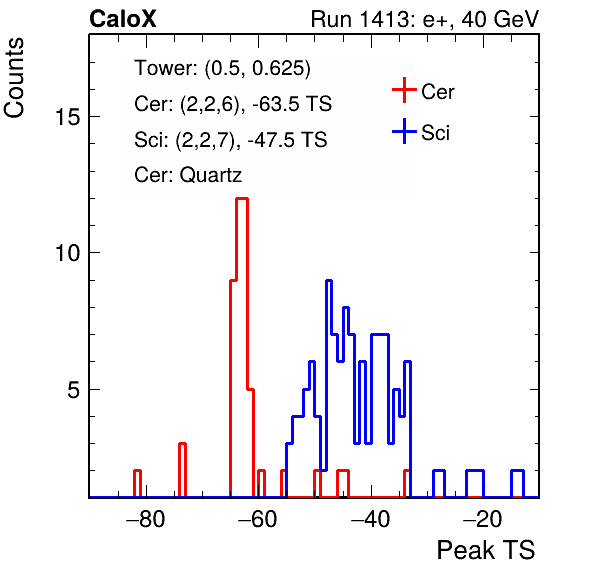 CaloX Run 1413: e+, 40 GeV
Counts
Tower: (0.5, 0.625)
Cer: (2,2,6), -63.5 TS
Sci: (2,2,7), -47.5 TS
Cer: Quartz
Cer
Sci
15
10
5
−80 −60 −40 −20
Peak TS